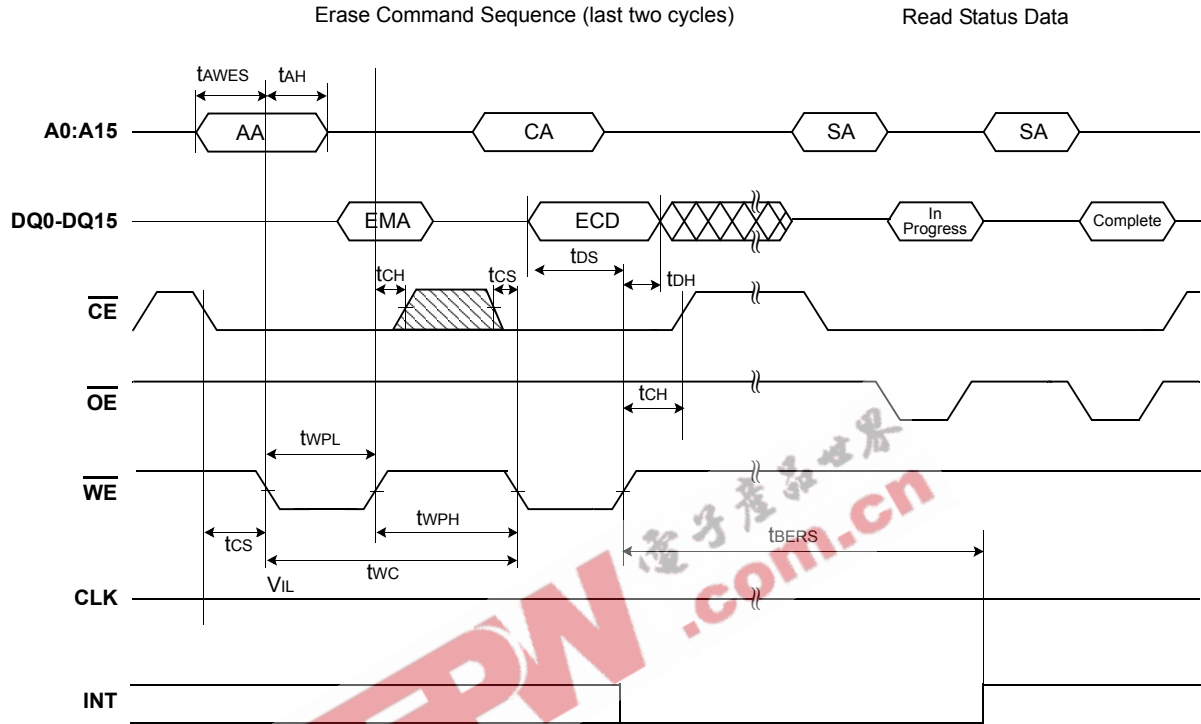 Erase Command Sequence (last two cycles) Read Status Data
tAWES tAH
A0:A15 AA CA SA SA
DQ0-DQ15 EMA ECD In Progress Complete
tCH tCS tDS tDH
CE
OE tCH
tWPL
WE
tCS tWPH tBERS
tWC
VIL
CLK
INT
電子產品世界
EEPW .com.cn